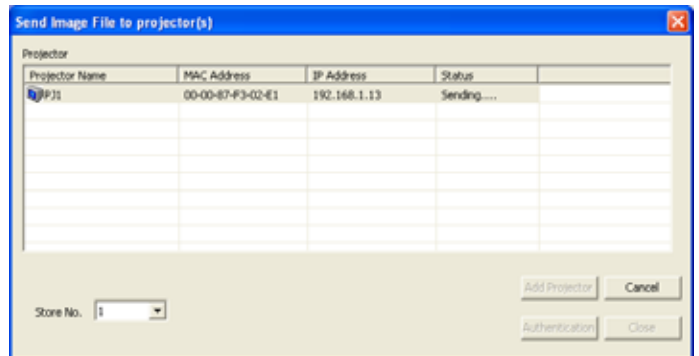 Send Image File to projector(s)
Projector
Projector Name MAC Address IP Address Status
PJ1 00-00-87-F3-02-E1 192.168.1.13 Sending.....
Add Projector Cancel
Store No. 1
Authentication Close